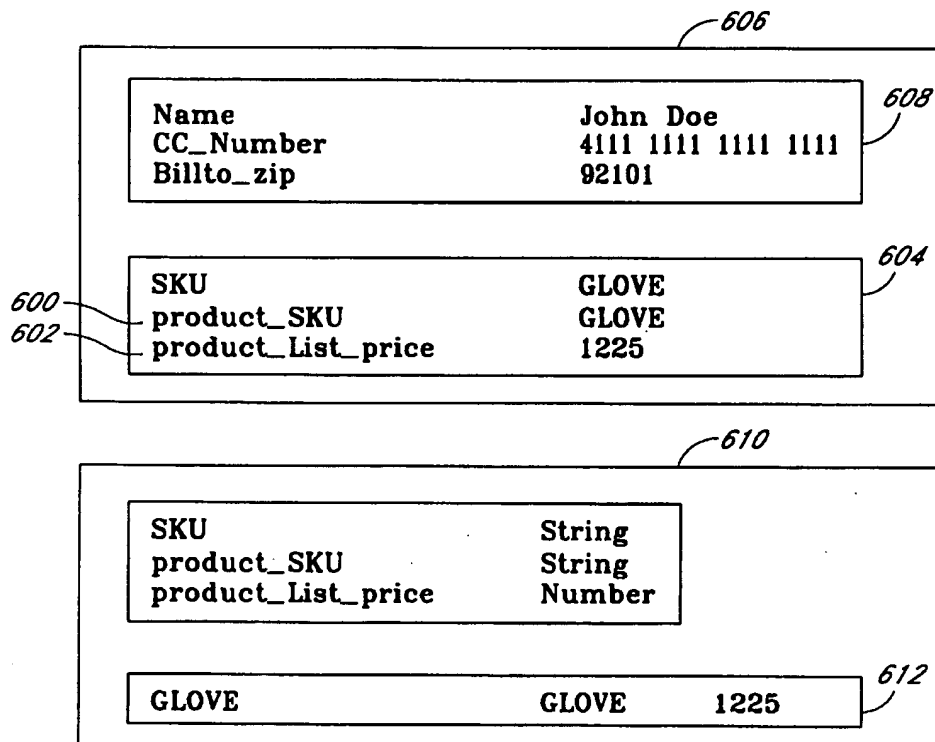 606
Name John Doe
CC_Number 4111 1111 1111 1111
Billto_zip 92101
608
SKU GLOVE
product_SKU GLOVE
product_List_price 1225
604
600
602
610
SKU String
product_SKU String
product_List_price Number
GLOVE GLOVE 1225
612